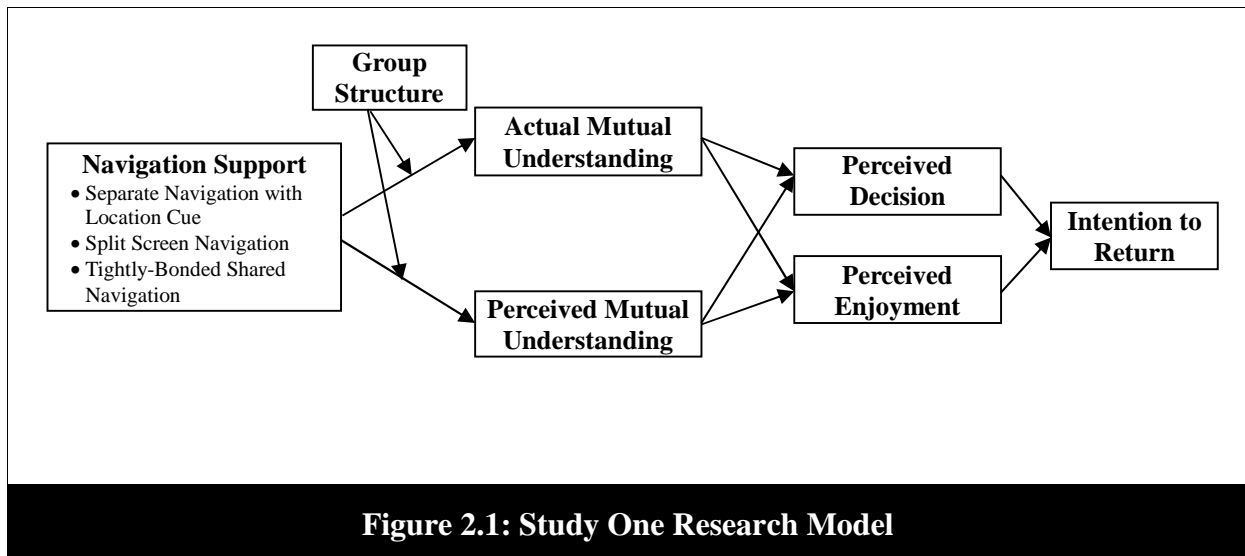 Group
Structure
Navigation Support
• Separate Navigation with
Location Cue
• Split Screen Navigation
• Tightly-Bonded Shared
Navigation
Actual Mutual
Understanding
Perceived Mutual
Understanding
Perceived
Decision
Perceived
Enjoyment
Intention to
Return
Figure 2.1: Study One Research Model